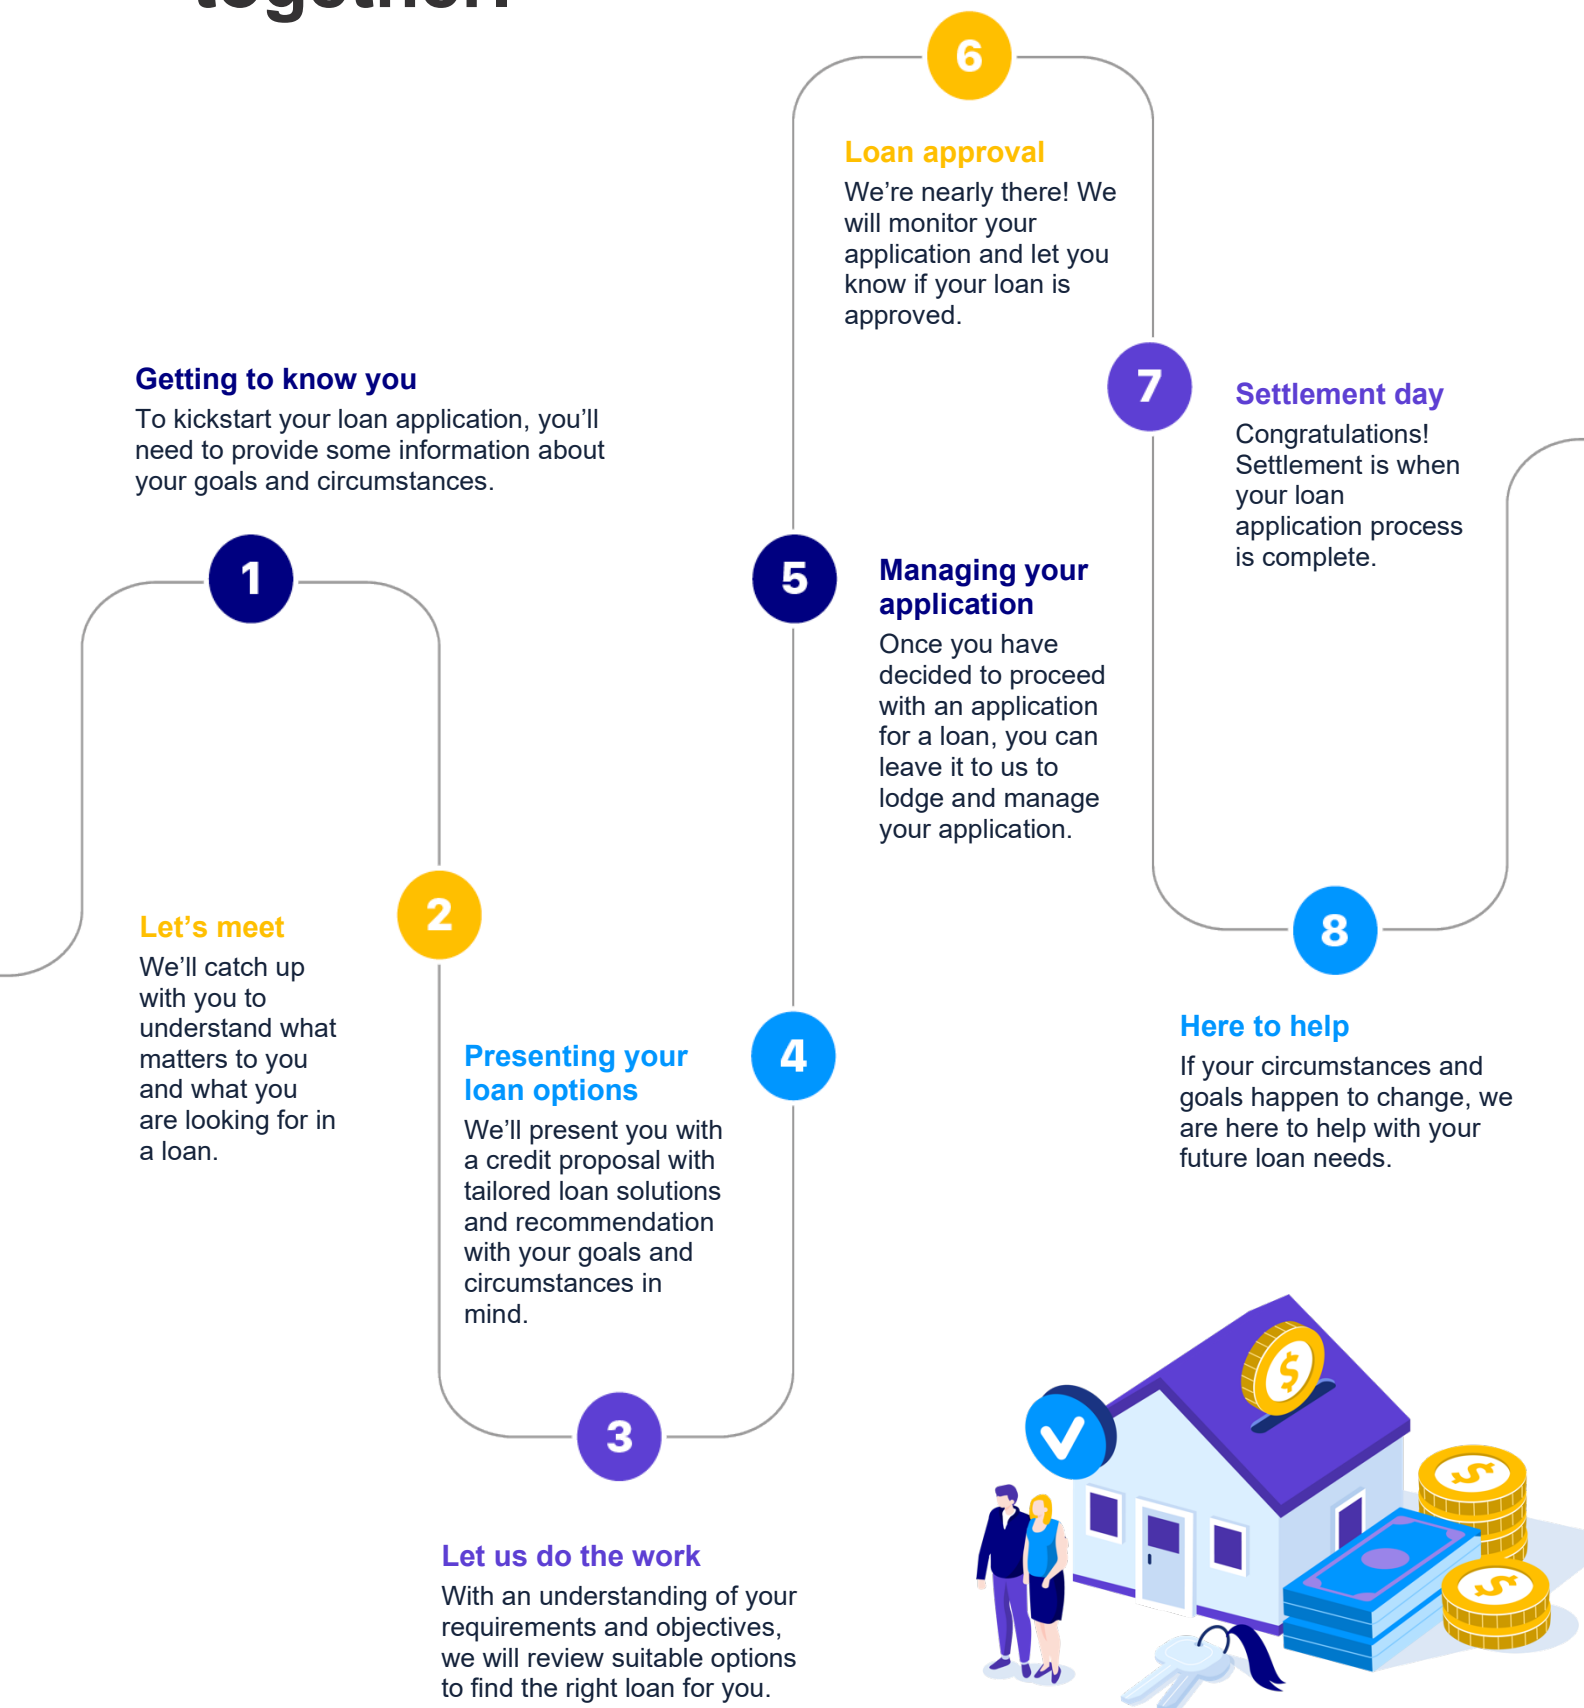 together.
1
Getting to know you
To kickstart your loan application, you’ll
need to provide some information about
your goals and circumstances.
2
Let’s meet
We’ll catch up
with you to
understand what
matters to you
and what you
are looking for in
a loan.
3
Let us do the work
With an understanding of your
requirements and objectives,
we will review suitable options
to find the right loan for you.
4
Presenting your
loan options
We’ll present you with
a credit proposal with
tailored loan solutions
and recommendation
with your goals and
circumstances in
mind.
5
Managing your
application
Once you have
decided to proceed
with an application
for a loan, you can
leave it to us to
lodge and manage
your application.
6
Loan approval
We’re nearly there! We
will monitor your
application and let you
know if your loan is
approved.
7
Settlement day
Congratulations!
Settlement is when
your loan
application process
is complete.
8
Here to help
If your circumstances and
goals happen to change, we
are here to help with your
future loan needs.
$
$
$